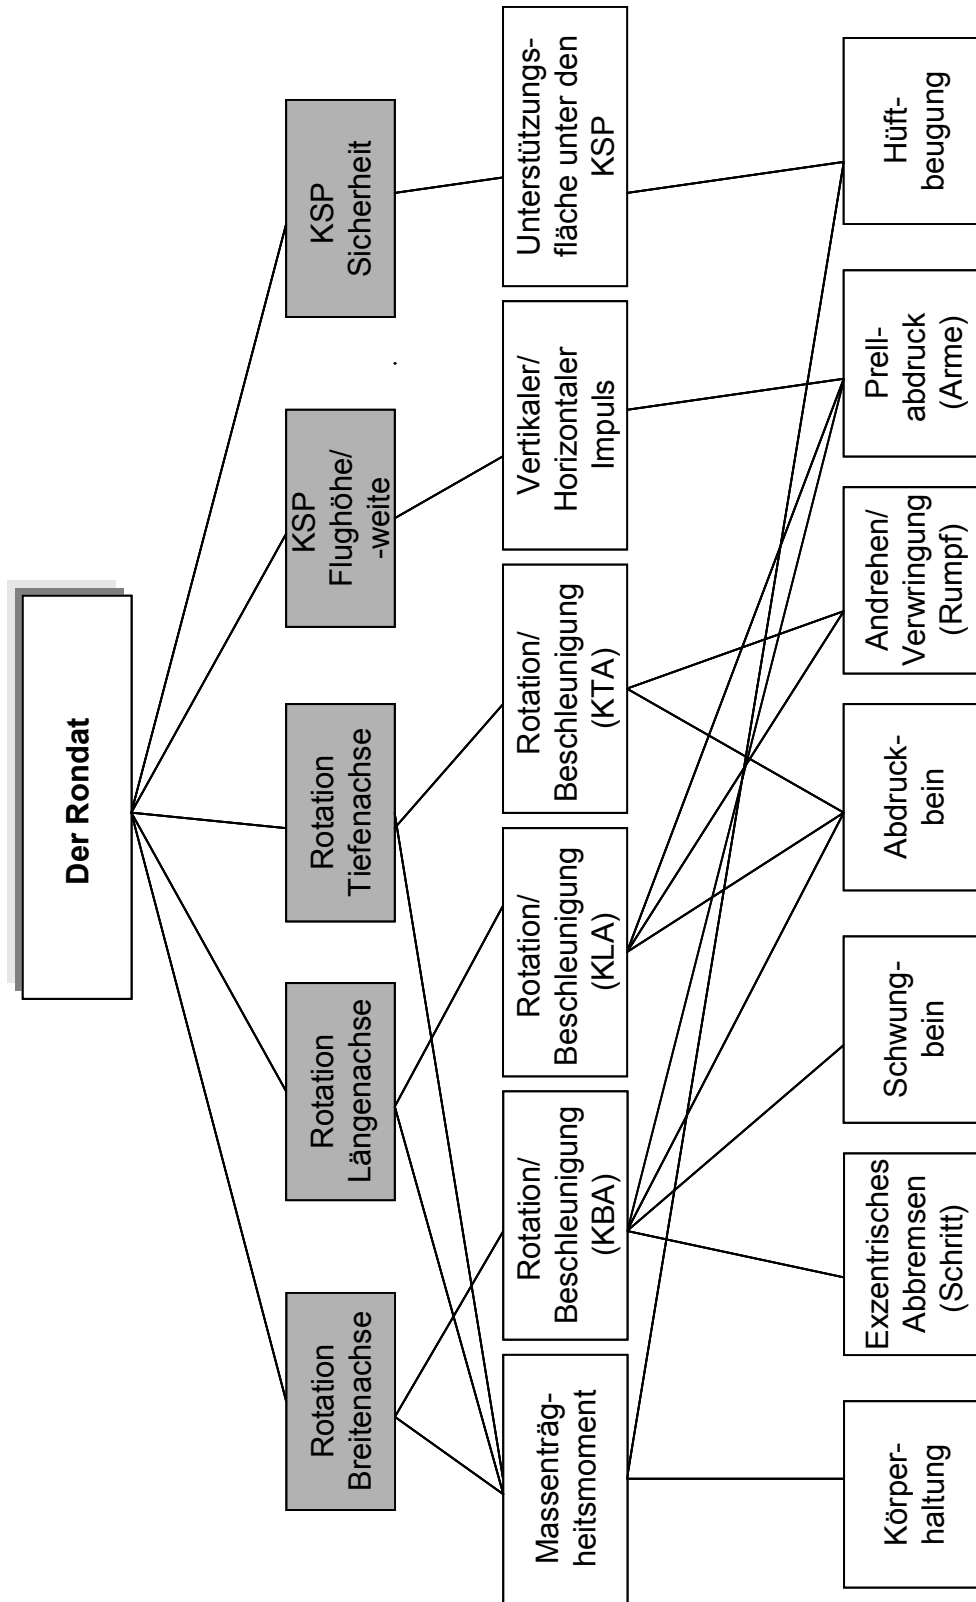 Der Rondat
Rotation
Breitenachse
Rotation
Längenachse
Rotation
Tiefenachse
KSP
Flughöhe/
-weite
KSP
Sicherheit
Massenträg-
heitsmoment
Rotation/
Beschleunigung
(KBA)
Rotation/
Beschleunigung
(KLA)
Rotation/
Beschleunigung
(KTA)
Vertikaler/
Horizontaler
Impuls
Unterstützungs-
fläche unter den
KSP
Körper-
haltung
Exzentrisches
Abbremsen
(Schritt)
Schwung-
bein
Abdruck-
bein
Andrehen/
Verwringung
(Rumpf)
Prell-
abdruck
(Arme)
Hüft-
beugung